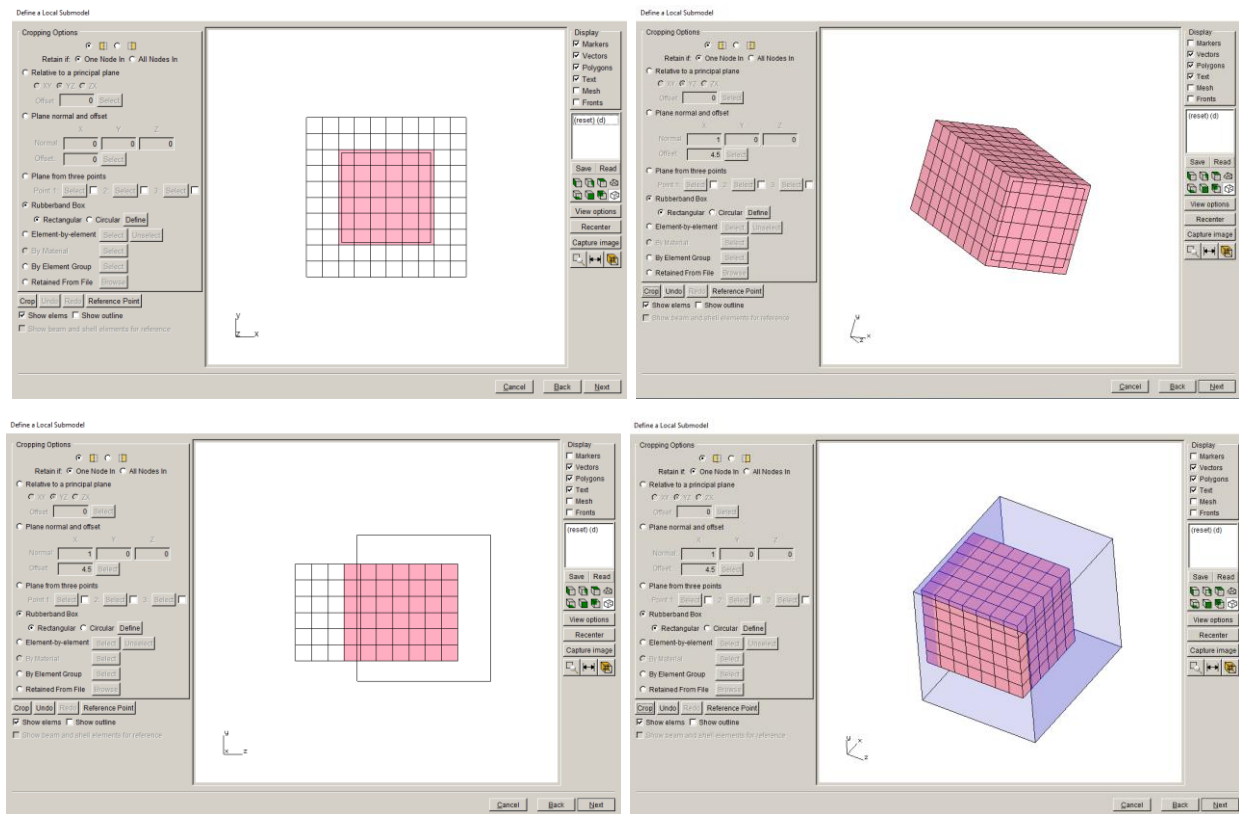 Define a Local Submodel
Cropping Options
Retain if: One Node In All Nodes In
Relative to a principal plane
XY YZ ZX
Offset: 0 Select
Plane normal and offset
X Y Z
Normal: 0 0 0
Offset: 0 Select
Plane from three points
Point 1: Select 2: Select 3: Select
Rubberband Box
Rectangular Circular Define
Element-by-element Select Unselect
By Material Select
By Element Group Select
Retained From File Browse
Crop Undo Redo Reference Point
Show elems Show outline
Show beam and shell elements for reference
y
z x
Display
Markers
Vectors
Polygons
Text
Mesh
Fronts
(reset) (d)
Save Read
View options
Recenter
Capture image
Cancel Back Next
Define a Local Submodel
Cropping Options
Retain if: One Node In All Nodes In
Relative to a principal plane
XY YZ ZX
Offset: 0 Select
Plane normal and offset
X Y Z
Normal: 1 0 0
Offset: 4.5 Select
Plane from three points
Point 1: Select 2: Select 3: Select
Rubberband Box
Rectangular Circular Define
Element-by-element Select Unselect
By Material Select
By Element Group Select
Retained From File Browse
Crop Undo Redo Reference Point
Show elems Show outline
Show beam and shell elements for reference
y
z x
Display
Markers
Vectors
Polygons
Text
Mesh
Fronts
(reset) (d)
Save Read
View options
Recenter
Capture image
Cancel Back Next
Define a Local Submodel
Cropping Options
Retain if: One Node In All Nodes In
Relative to a principal plane
XY YZ ZX
Offset: 0 Select
Plane normal and offset
X Y Z
Normal: 1 0 0
Offset: 4.5 Select
Plane from three points
Point 1: Select 2: Select 3: Select
Rubberband Box
Rectangular Circular Define
Element-by-element Select Unselect
By Material Select
By Element Group Select
Retained From File Browse
Crop Undo Redo Reference Point
Show elems Show outline
Show beam and shell elements for reference
y
x z
Display
Markers
Vectors
Polygons
Text
Mesh
Fronts
(reset) (d)
Save Read
View options
Recenter
Capture image
Cancel Back Next
Define a Local Submodel
Cropping Options
Retain if: One Node In All Nodes In
Relative to a principal plane
XY YZ ZX
Offset: 0 Select
Plane normal and offset
X Y Z
Normal: 1 0 0
Offset: 4.5 Select
Plane from three points
Point 1: Select 2: Select 3: Select
Rubberband Box
Rectangular Circular Define
Element-by-element Select Unselect
By Material Select
By Element Group Select
Retained From File Browse
Crop Undo Redo Reference Point
Show elems Show outline
Show beam and shell elements for reference
y x
z
Display
Markers
Vectors
Polygons
Text
Mesh
Fronts
(reset) (d)
Save Read
View options
Recenter
Capture image
Cancel Back Next